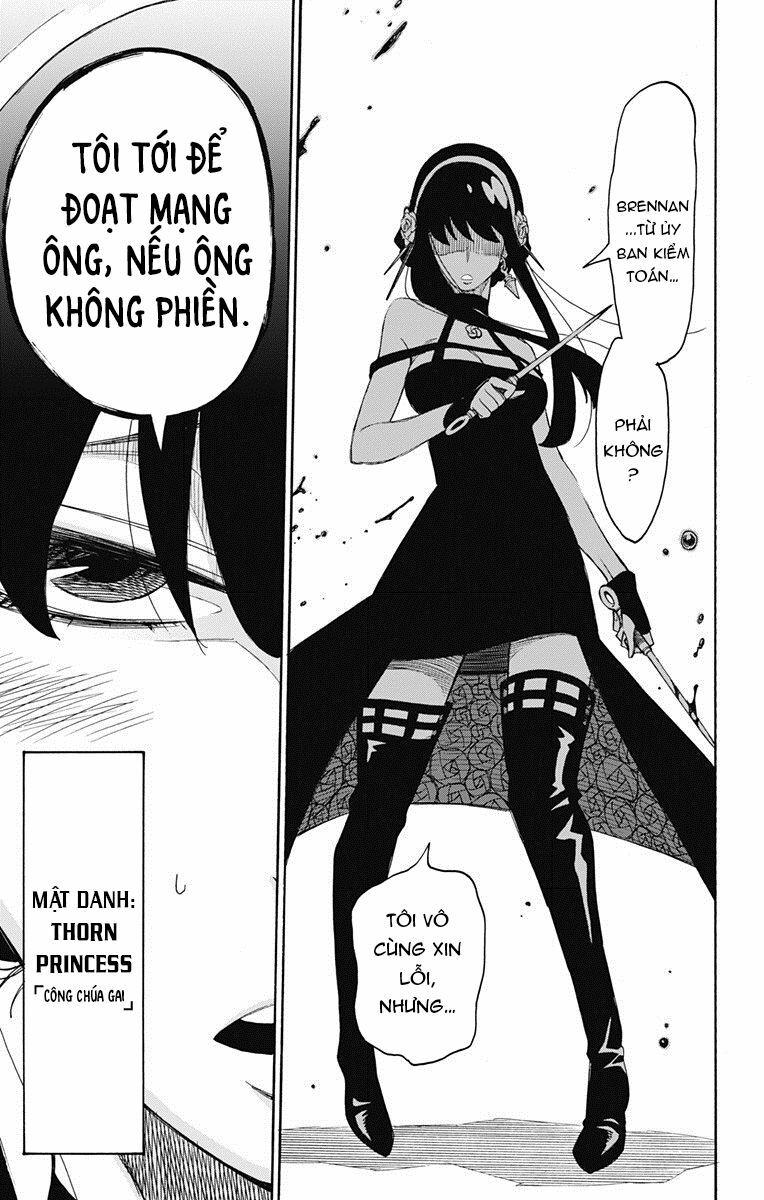 BRENNAN
...TỪ ỦY
BAN KIỂM
TOÁN...
PHẢI
KHÔNG
?
TÔI VÔ
CÙNG XIN
LỖI,
NHƯNG...
TÔI TỚI ĐỂ
ĐOẠT MẠNG
ÔNG, NẾU ÔNG
KHÔNG PHIỀN.
MẬT DANH:
THORN
PRINCESS
「CÔNG CHÚA GAI」